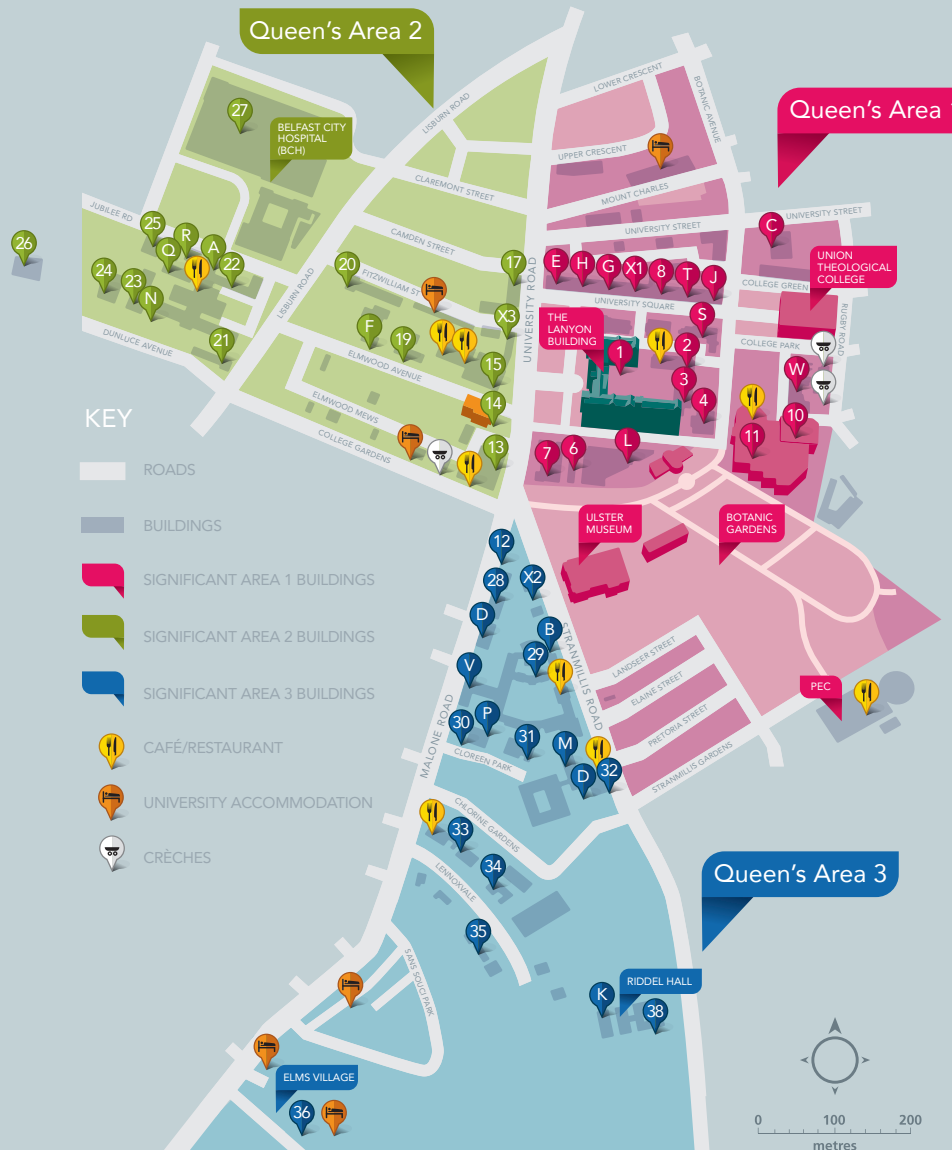 Queen's Area 2
Queen's Area
LOWER CRESCENT
BOTANIC AVENUE
LISBURN ROAD
27
BELFAST CITY
HOSPITAL
(BCH)
UPPER CRESCENT
CLAREMONT STREET
MOUNT CHARLES
JUBILEE RD
25
R
Q
A
22
26
24
23
N
21
DUNLUCE AVENUE
LISBURN ROAD
CAMDEN STREET
20
FITZWILLIAM ST
17
X3
F
19
15
14
13
ELMWOOD AVENUE
ELMWOOD MEWS
COLLEGE GARDENS
UNIVERSITY ROAD
UNIVERSITY STREET
UNIVERSITY STREET
C
E
H
G
X1
8
T
J
UNION
THEOLOGICAL
COLLEGE
COLLEGE GREEN
UNIVERSITY SQUARE
S
THE
LANYON
BUILDING
1
2
3
4
COLLEGE PARK
RUGBY ROAD
W
10
11
7
6
L
ULSTER
MUSEUM
BOTANIC
GARDENS
KEY
ROADS
BUILDINGS
SIGNIFICANT AREA 1 BUILDINGS
SIGNIFICANT AREA 2 BUILDINGS
SIGNIFICANT AREA 3 BUILDINGS
CAFÉ/RESTAURANT
UNIVERSITY ACCOMMODATION
CRÈCHES
12
28
X2
D
B
29
V
P
30
31
M
D
32
STRANMILLIS ROAD
MALONE ROAD
LANDSEER STREET
ELAINE STREET
PRETORIA STREET
STRANMILLIS GARDENS
PEC
CLOREEN PARK
CHLORINE GARDENS
33
34
LENNOXVALE
35
SANS SOUCI PARK
Queen's Area 3
K
RIDDEL HALL
38
ELMS VILLAGE
36
0 100 200
metres